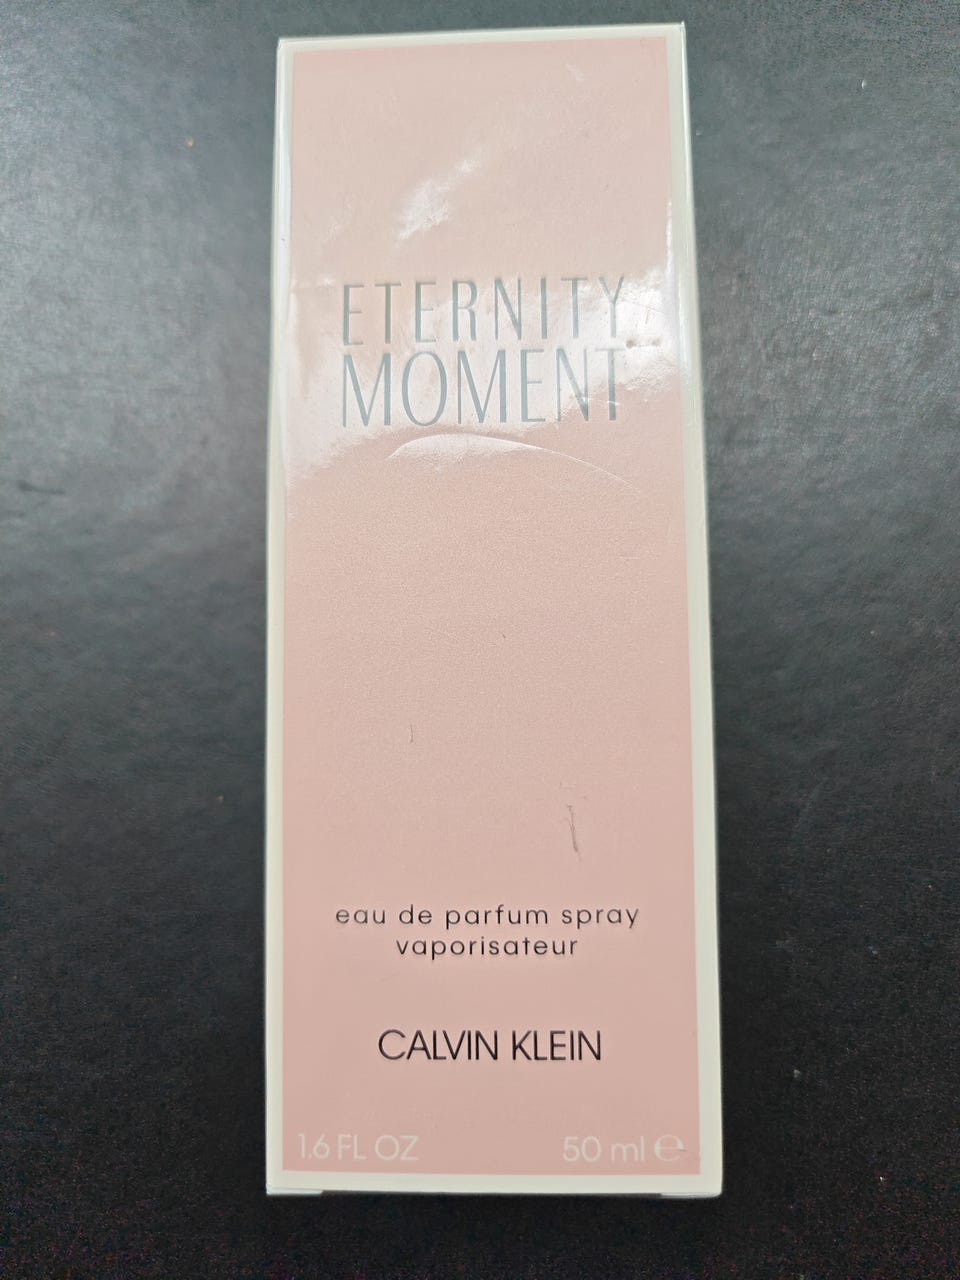 ETERNITY
MOMENT
eau de parfum spray
vaporisateur
CALVIN KLEIN
1.6 FL OZ
50 ml ℮